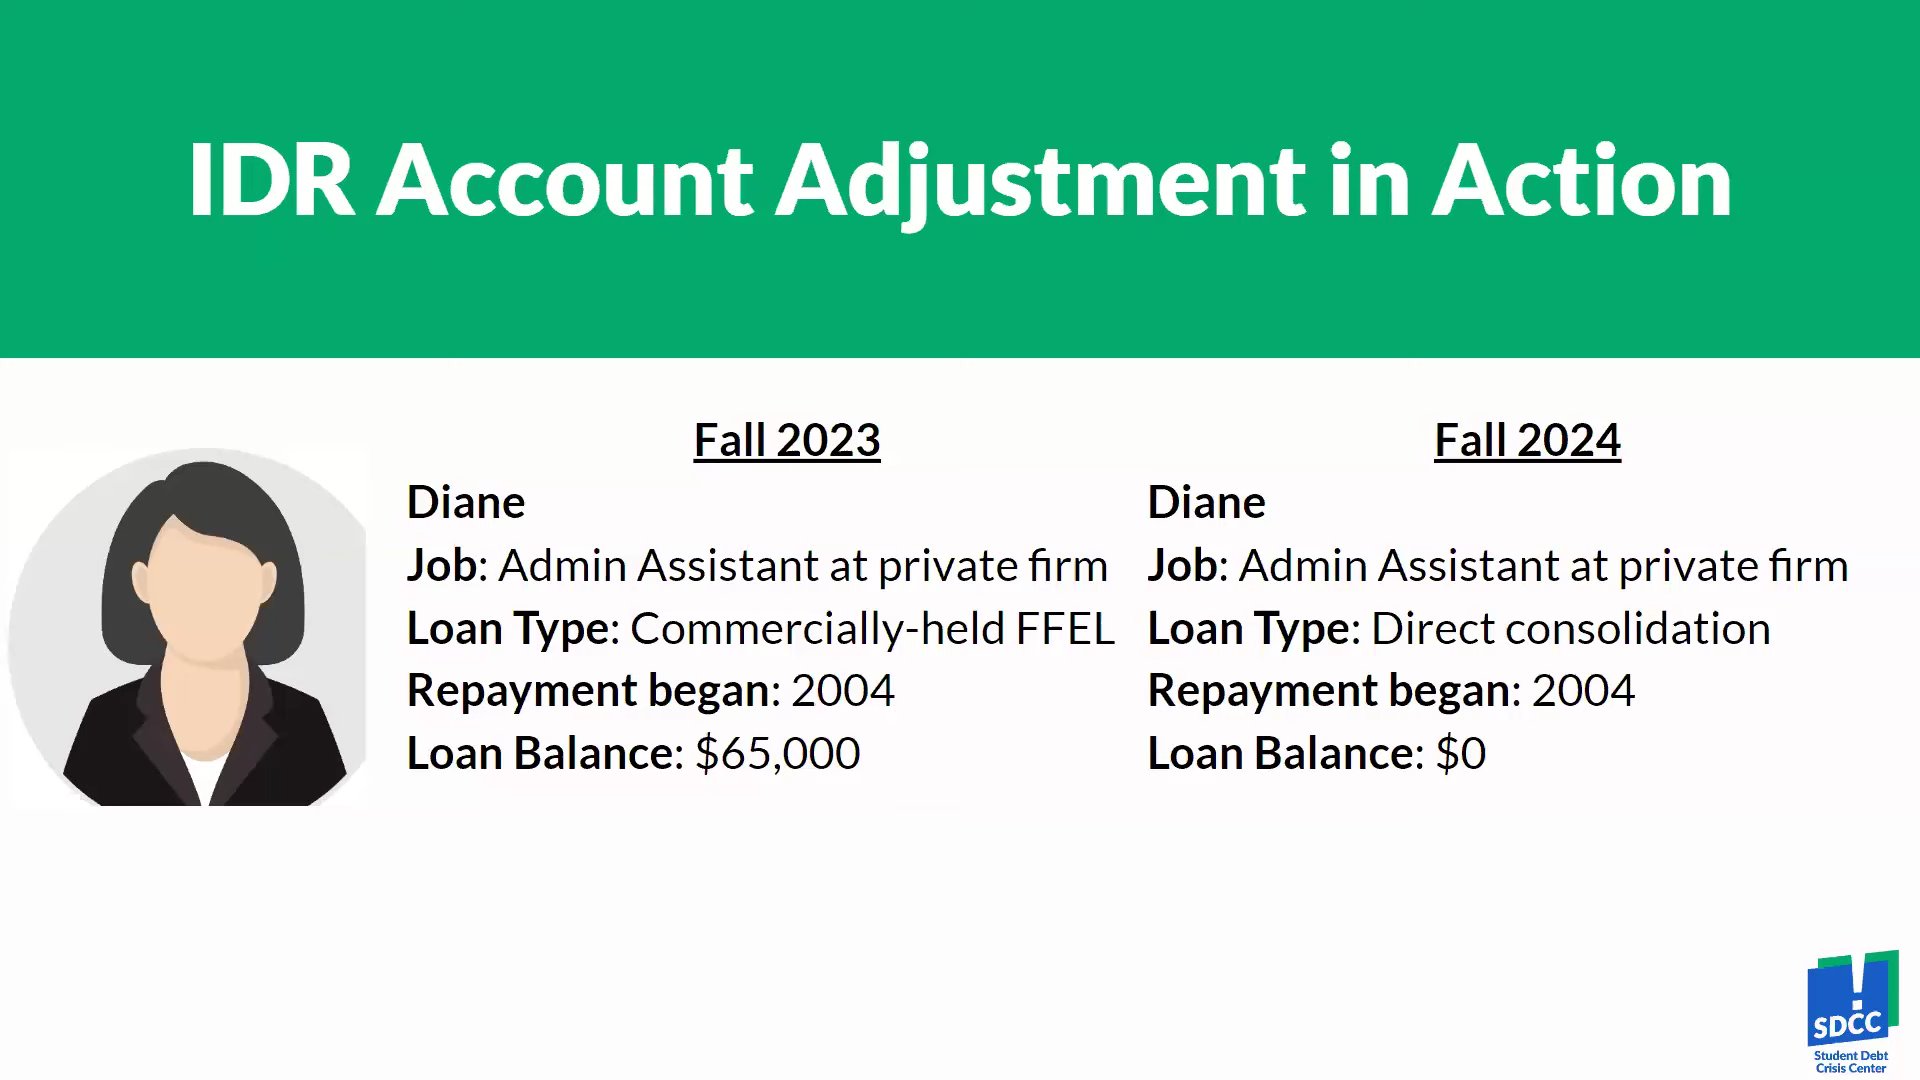 IDR Account Adjustment in Action
Fall 2023
Diane
Job: Admin Assistant at private firm
Loan Type: Commercially-held FFEL
Repayment began: 2004
Loan Balance: $65,000
Fall 2024
Diane
Job: Admin Assistant at private firm
Loan Type: Direct consolidation
Repayment began: 2004
Loan Balance: $0
SDCC
Student Debt
Crisis Center